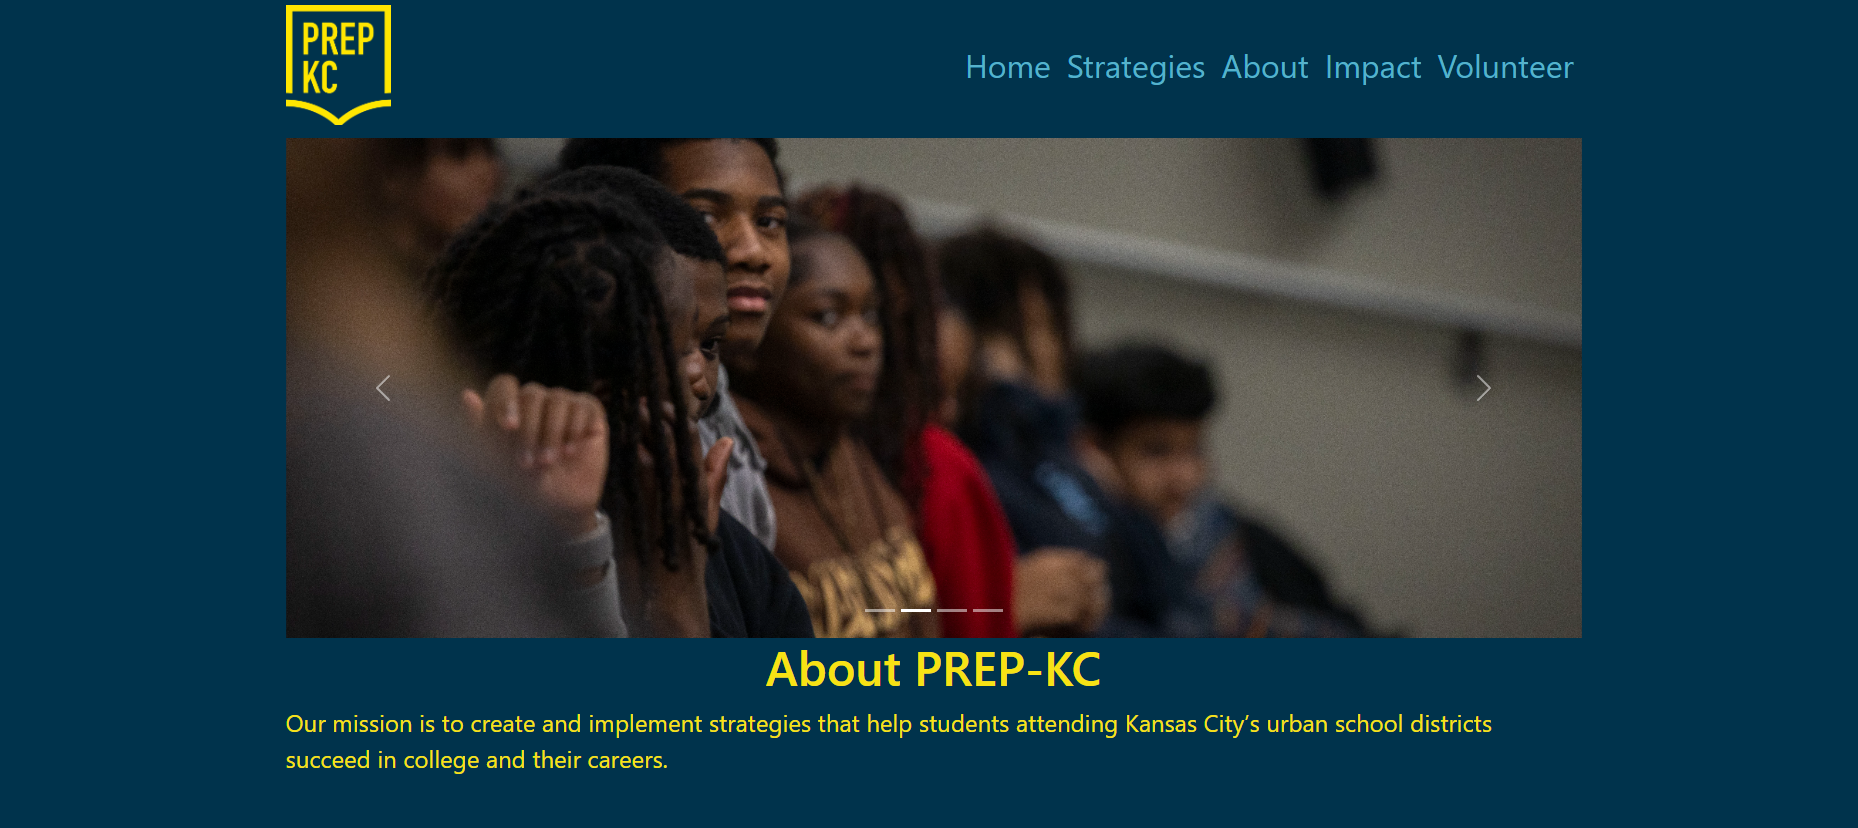 PREP
KC
Home Strategies About Impact Volunteer
About PREP-KC
Our mission is to create and implement strategies that help students attending Kansas City’s urban school districts
succeed in college and their careers.